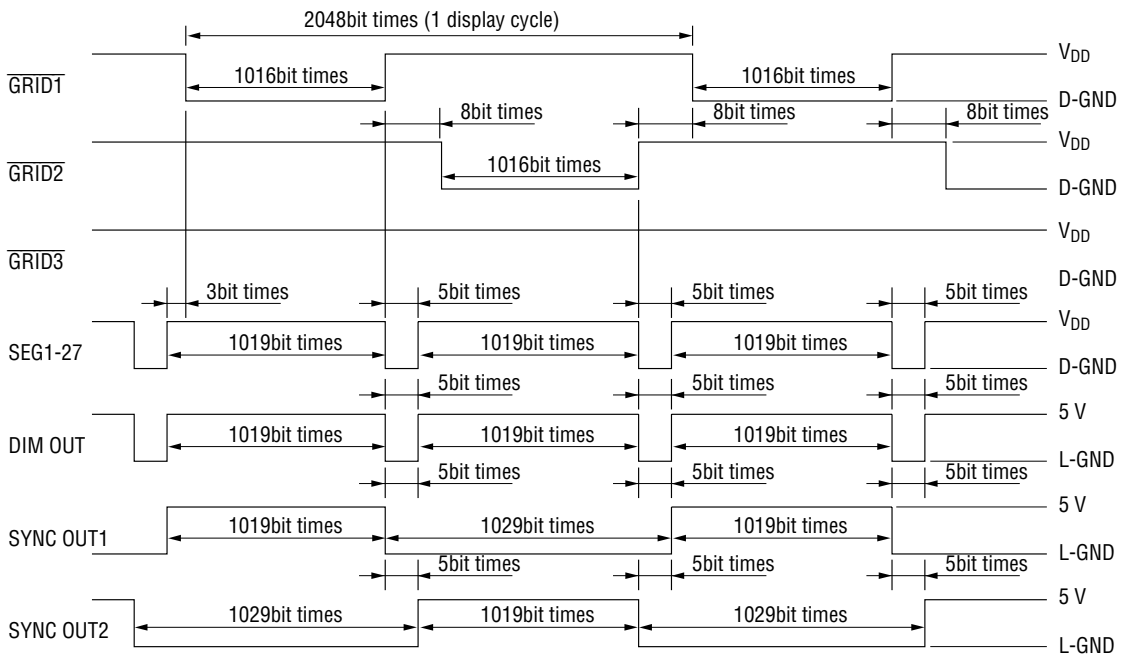 2048bit times (1 display cycle)
GRID1 1016bit times 1016bit times VDD
D-GND
8bit times 8bit times 8bit times
GRID2 1016bit times VDD
D-GND
GRID3 VDD
D-GND
3bit times 5bit times 5bit times 5bit times
SEG1-27 1019bit times 1019bit times 1019bit times VDD
D-GND
5bit times 5bit times 5bit times
DIM OUT 1019bit times 1019bit times 1019bit times 5 V
L-GND
5bit times 5bit times 5bit times
SYNC OUT1 1019bit times 1029bit times 1019bit times 5 V
L-GND
5bit times 5bit times 5bit times
SYNC OUT2 1029bit times 1019bit times 1029bit times 5 V
L-GND